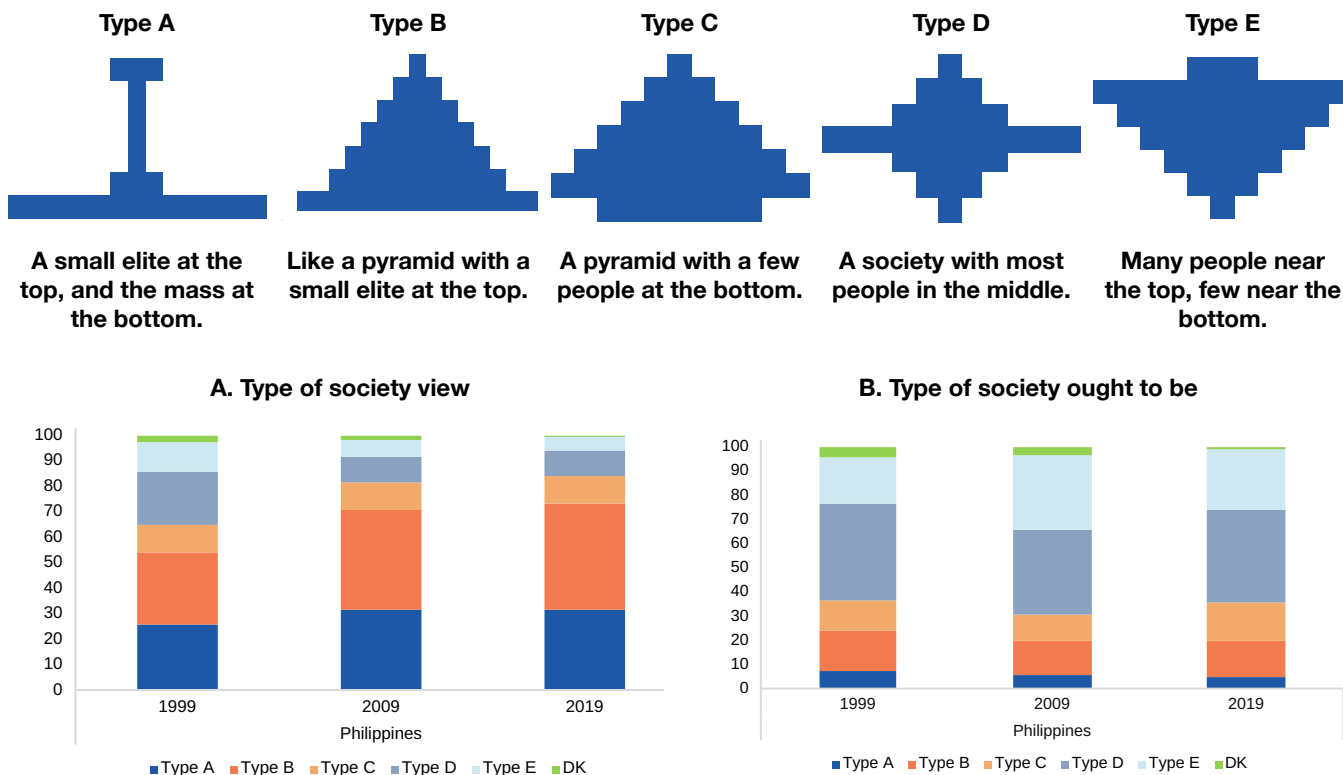 Type A
Type B
Type C
Type D
Type E
A small elite at the
top, and the mass at
the bottom.
Like a pyramid with a
small elite at the top.
A pyramid with a few
people at the bottom.
A society with most
people in the middle.
Many people near
the top, few near the
bottom.
A. Type of society view
100
90
80
70
60
50
40
30
20
10
0
1999
2009
2019
Philippines
Type A
Type B
Type C
Type D
Type E
DK
B. Type of society ought to be
100
90
80
70
60
50
40
30
20
10
0
1999
2009
2019
Philippines
Type A
Type B
Type C
Type D
Type E
DK